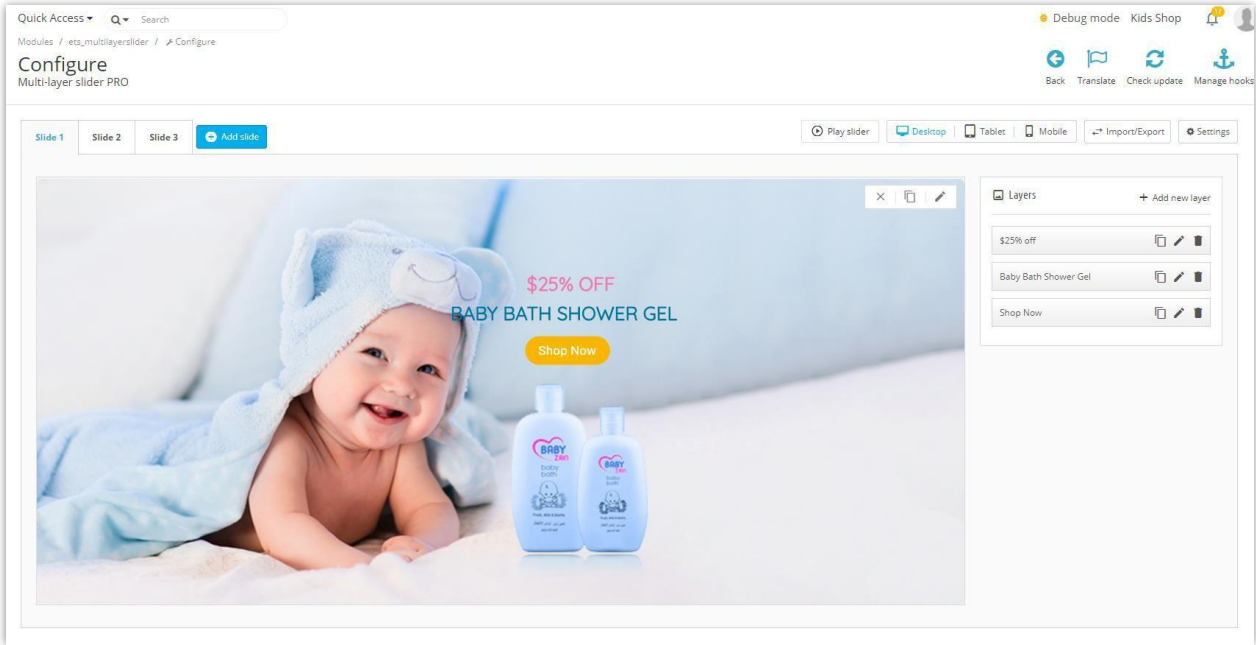 Quick Access
Search
Debug mode
Kids Shop
Modules / ets_multilayerslider / Configure
Configure
Multi-layer slider PRO
Back
Translate
Check update
Manage hooks
Slide 1
Slide 2
Slide 3
Add slide
Play slider
Desktop
Tablet
Mobile
Import/Export
Settings
Layers
Add new layer
$25% off
Baby Bath Shower Gel
Shop Now
$25% OFF
BABY BATH SHOWER GEL
Shop Now
BABY
zen
baby
bath
BABY
zen
baby
bath